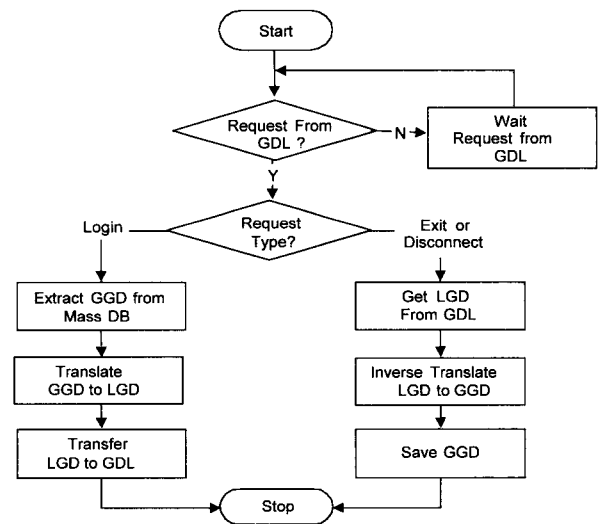 Start
Request From
GDL ?
N
Wait
Request from
GDL
Y
Request
Type?
Login
Exit or
Disconnect
Extract GGD from
Mass DB
Get LGD
From GDL
Translate
GGD to LGD
Inverse Translate
LGD to GGD
Transfer
LGD to GDL
Save GGD
Stop